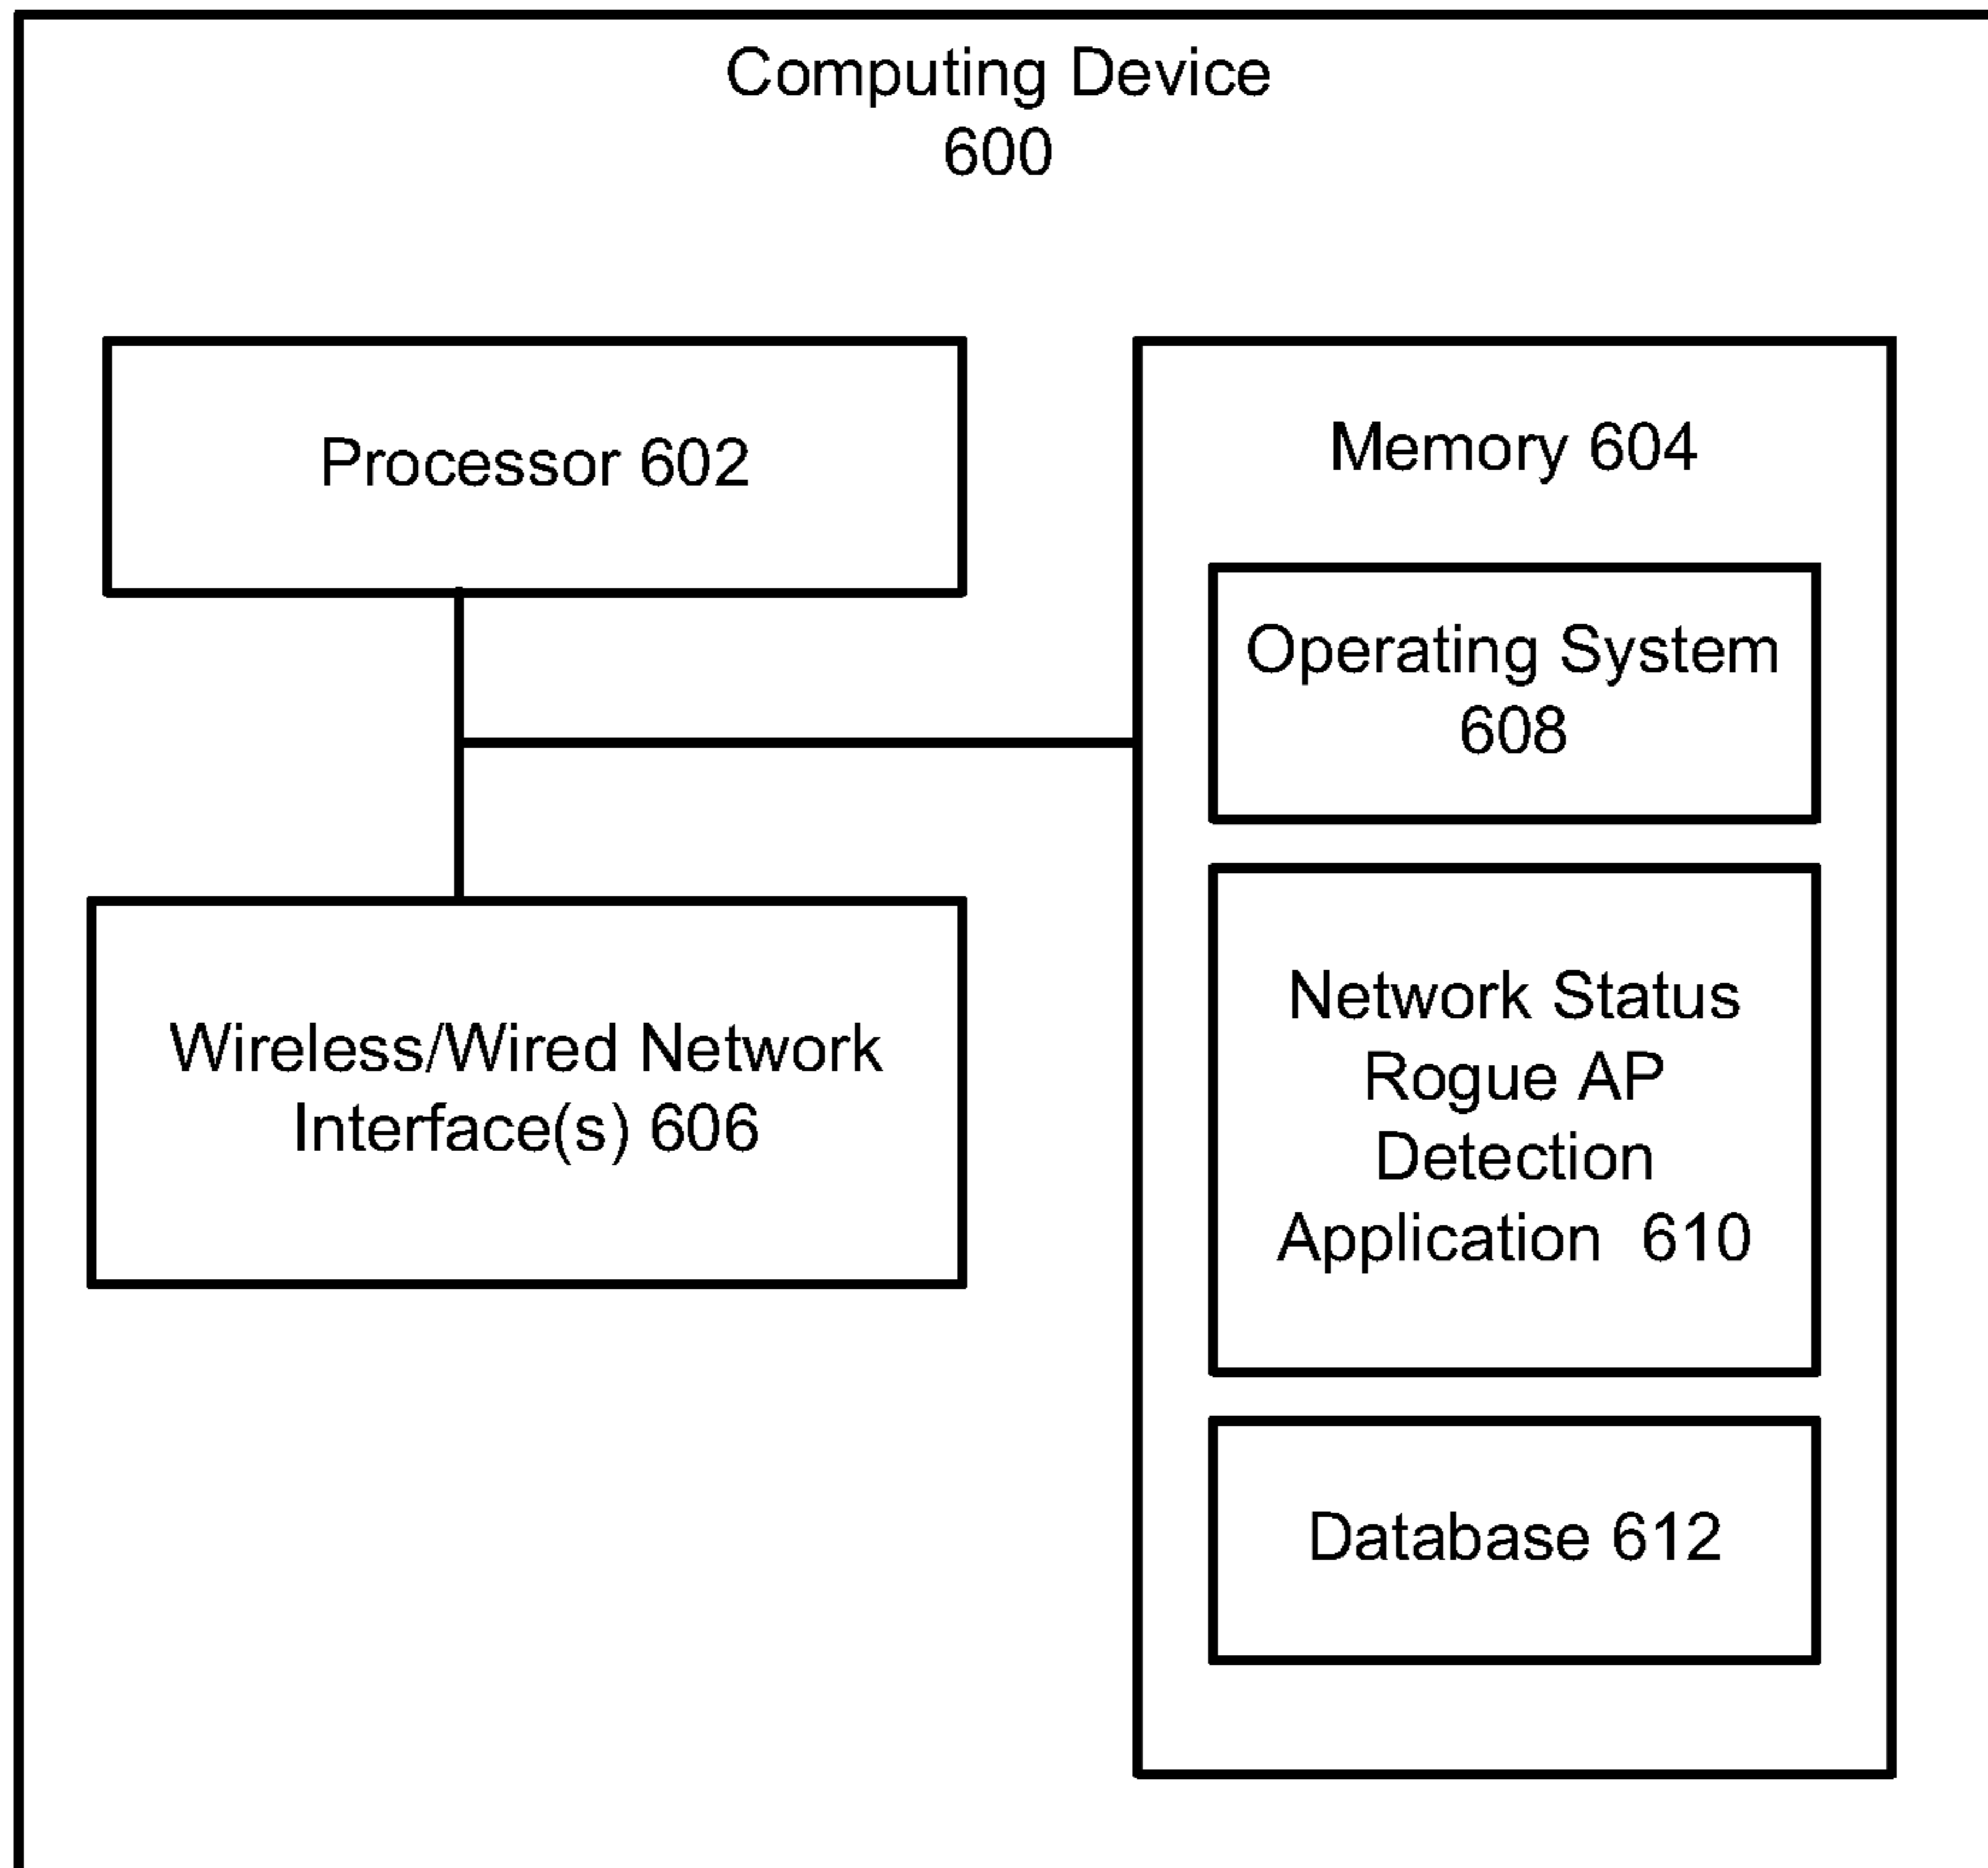 Computing Device
600
Processor 602
Memory 604
Operating System
608
Wireless/Wired Network
Interface(s) 606
Network Status
Rogue AP
Detection
Application 610
Database 612